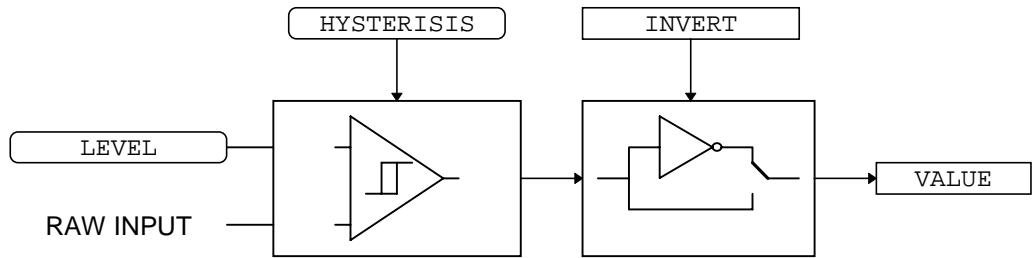 HYSTERISIS
INVERT
LEVEL
VALUE
RAW INPUT